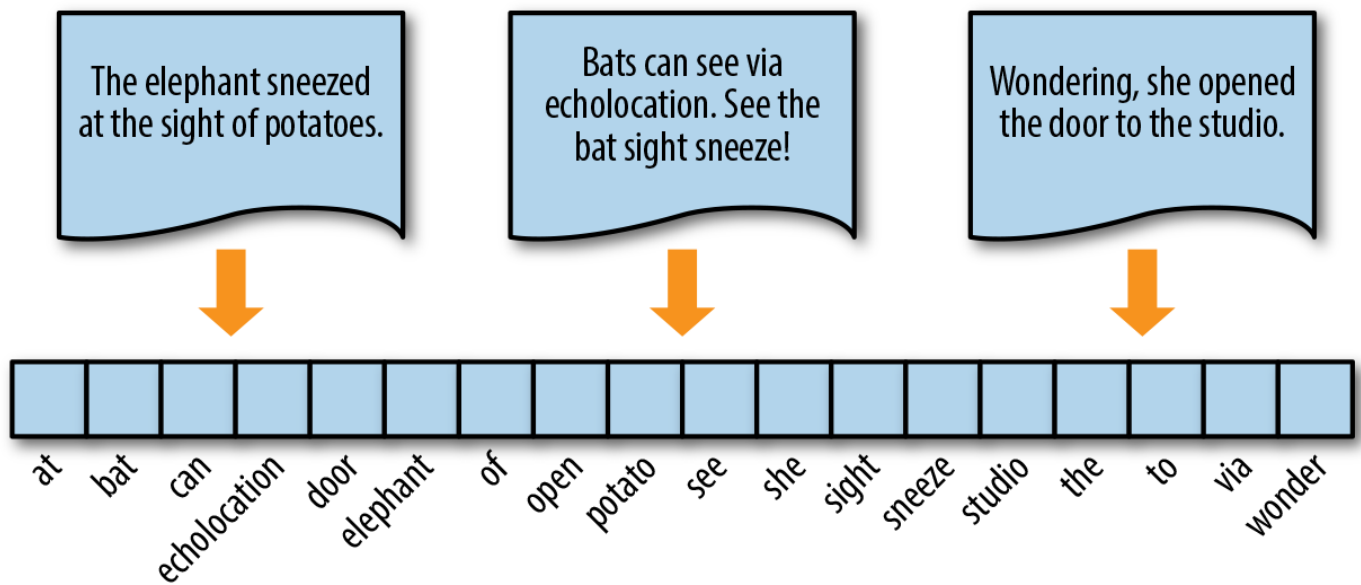 The elephant sneezed
at the sight of potatoes.
Bats can see via
echolocation. See the
bat sight sneeze!
Wondering, she opened
the door to the studio.
at
bat
can
echolocation
door
elephant
of
open
potato
see
she
sight
sneeze
studio
the
to
via
wonder